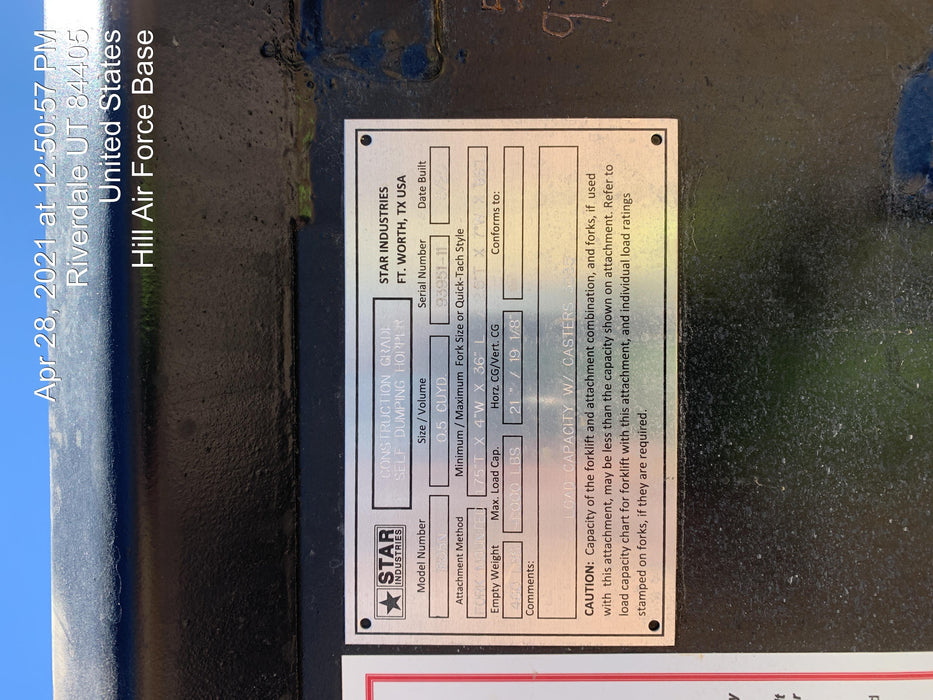 Apr 28, 2021 at 12:50:57 PM
Riverdale UT 84405
United States
Hill Air Force Base
STAR
INDUSTRIES
CONSTRUCTION GRADE
SELF DUMPING HOPPER
STAR INDUSTRIES
FT. WORTH, TX USA
Model Number Size / Volume Serial Number Date Built
0.5 CUYD 93951-11
Attachment Method Minimum / Maximum Fork Size or Quick-Tach Style
.75"T X 4"W X 36" L
Empty Weight Max. Load Cap. Horz. CG/Vert. CG Conforms to:
LBS 21 " / 19 1/8"
Comments:
LOAD CAPACITY W/ CASTERS
CAUTION: Capacity of the forklift and attachment combination, and forks, if used
with this attachment, may be less than the capacity shown on attachment. Refer to
load capacity chart for forklift with this attachment, and individual load ratings
stamped on forks, if they are required.